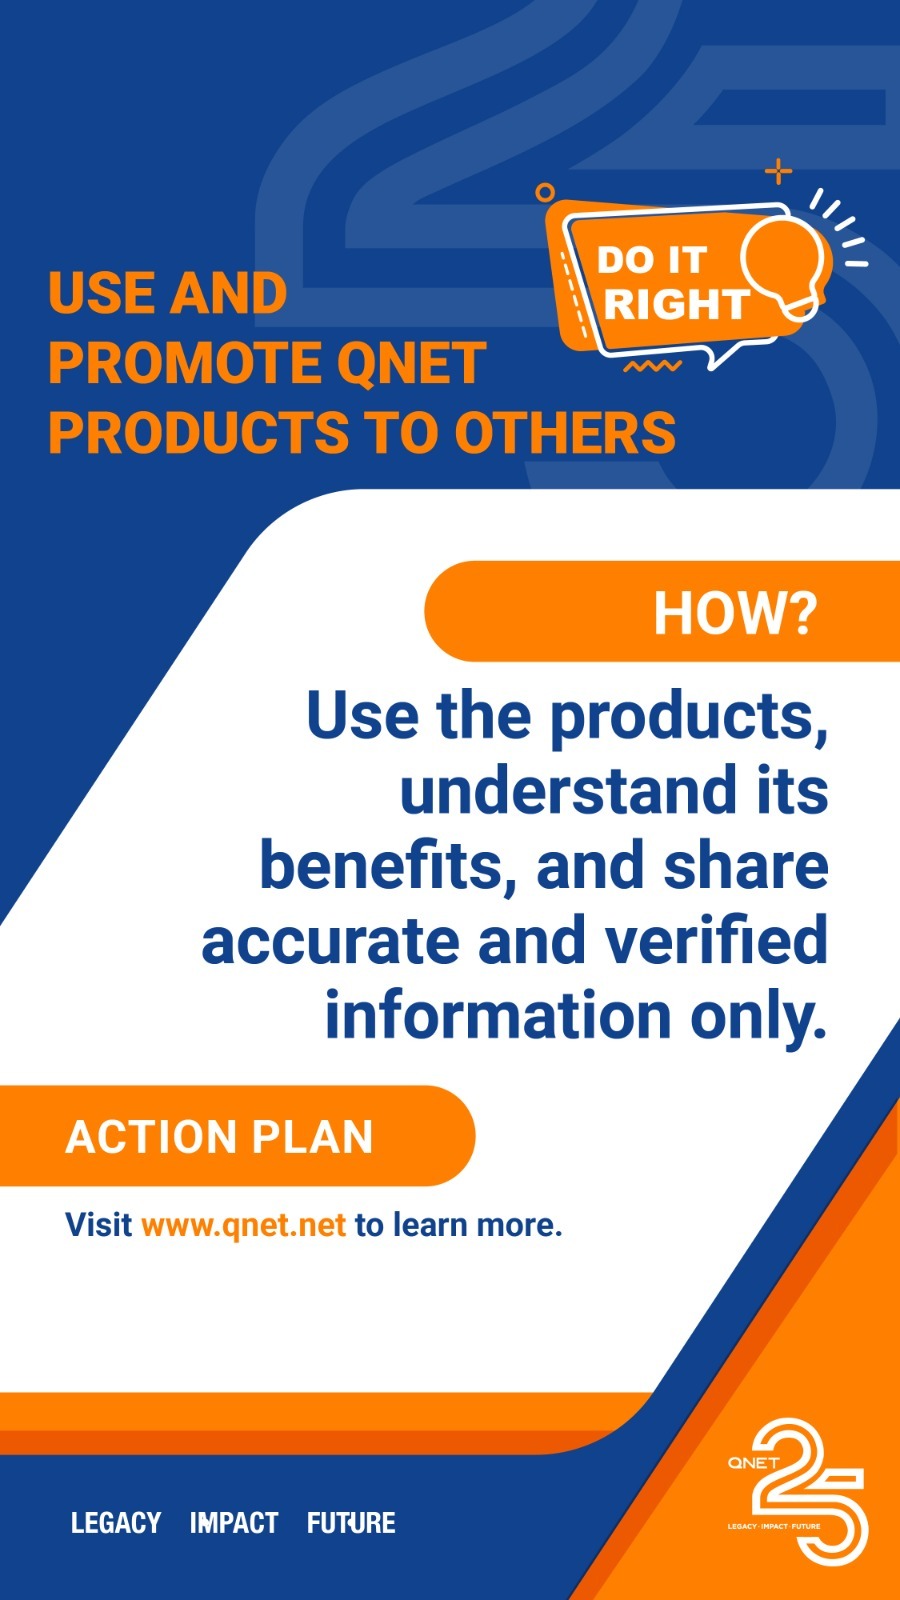 DO IT
RIGHT
USE AND
PROMOTE QNET
PRODUCTS TO OTHERS
HOW?
Use the products,
understand its
benefits, and share
accurate and verified
information only.
ACTION PLAN
Visit www.qnet.net to learn more.
LEGACY IMPACT FUTURE
QNET
25
LEGACY · IMPACT · FUTURE